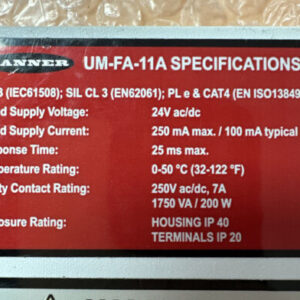 ANNER UM-FA-11A SPECIFICATIONS
3 (IEC61508); SIL CL 3 (EN62061); PL e & CAT4 (EN ISO13849
d Supply Voltage: 24V ac/dc
d Supply Current: 250 mA max. / 100 mA typical
ponse Time: 25 ms max.
perature Rating: 0-50 °C (32-122 °F)
ty Contact Rating: 250V ac/dc, 7A
1750 VA / 200 W
osure Rating: HOUSING IP 40
TERMINALS IP 20